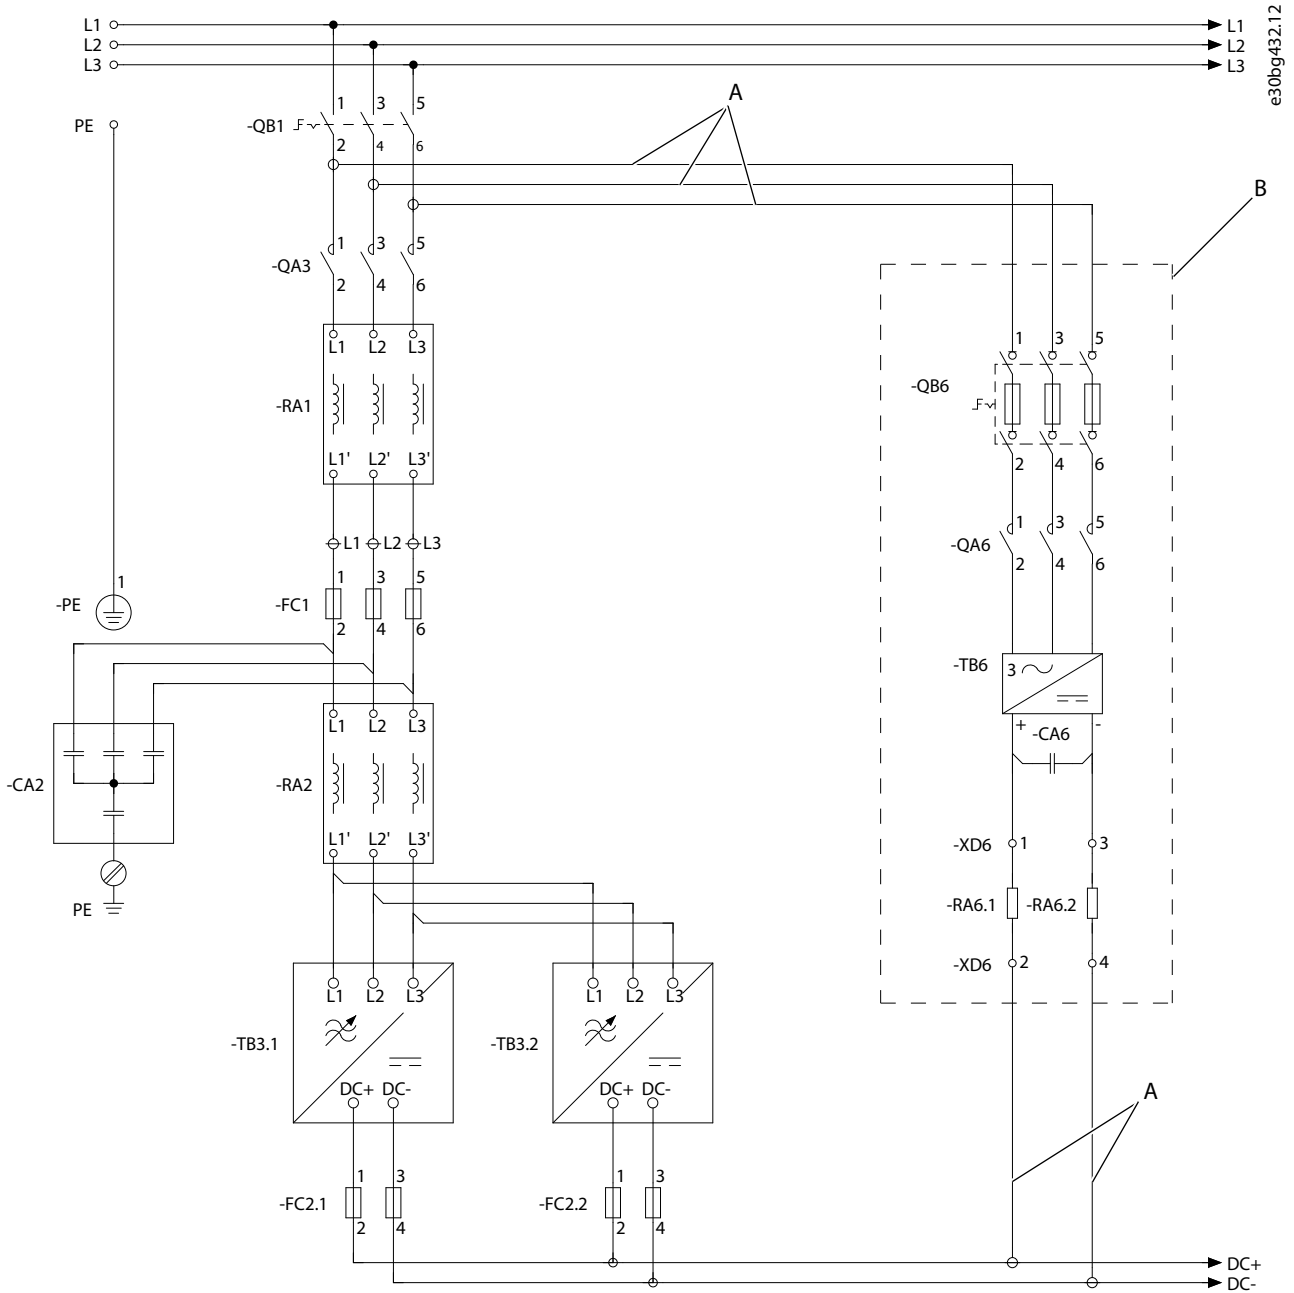 L1 L1
L2 L2
L3 L3
e30bg432.12
PE
1 3 5
-QB1
2 4 6
A
B
1 3 5
-QA3
2 4 6
L1 L2 L3
-RA1
L1' L2' L3'
L1 L2 L3
1 3 5
-FC1
2 4 6
1
-PE
L1 L2 L3
-RA2
L1' L2' L3'
-CA2
PE
L1 L2 L3
-TB3.1
DC+ DC-
L1 L2 L3
-TB3.2
DC+ DC-
1 3
-FC2.1
2 4
1 3
-FC2.2
2 4
1 3 5
-QB6
2 4 6
1 3 5
-QA6
2 4 6
-TB6
3
+ -
-CA6
-XD6 1 3
-RA6.1 -RA6.2
-XD6 2 4
A
DC+
DC-